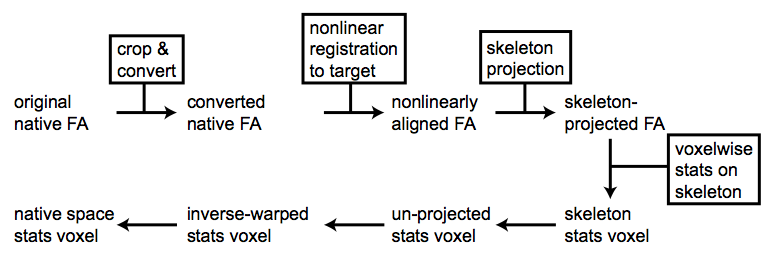 crop &
convert
nonlinear
registration
to target
skeleton
projection
original
native FA
converted
native FA
nonlinearly
aligned FA
skeleton-
projected FA
voxelwise
stats on
skeleton
native space
stats voxel
inverse-warped
stats voxel
un-projected
stats voxel
skeleton
stats voxel